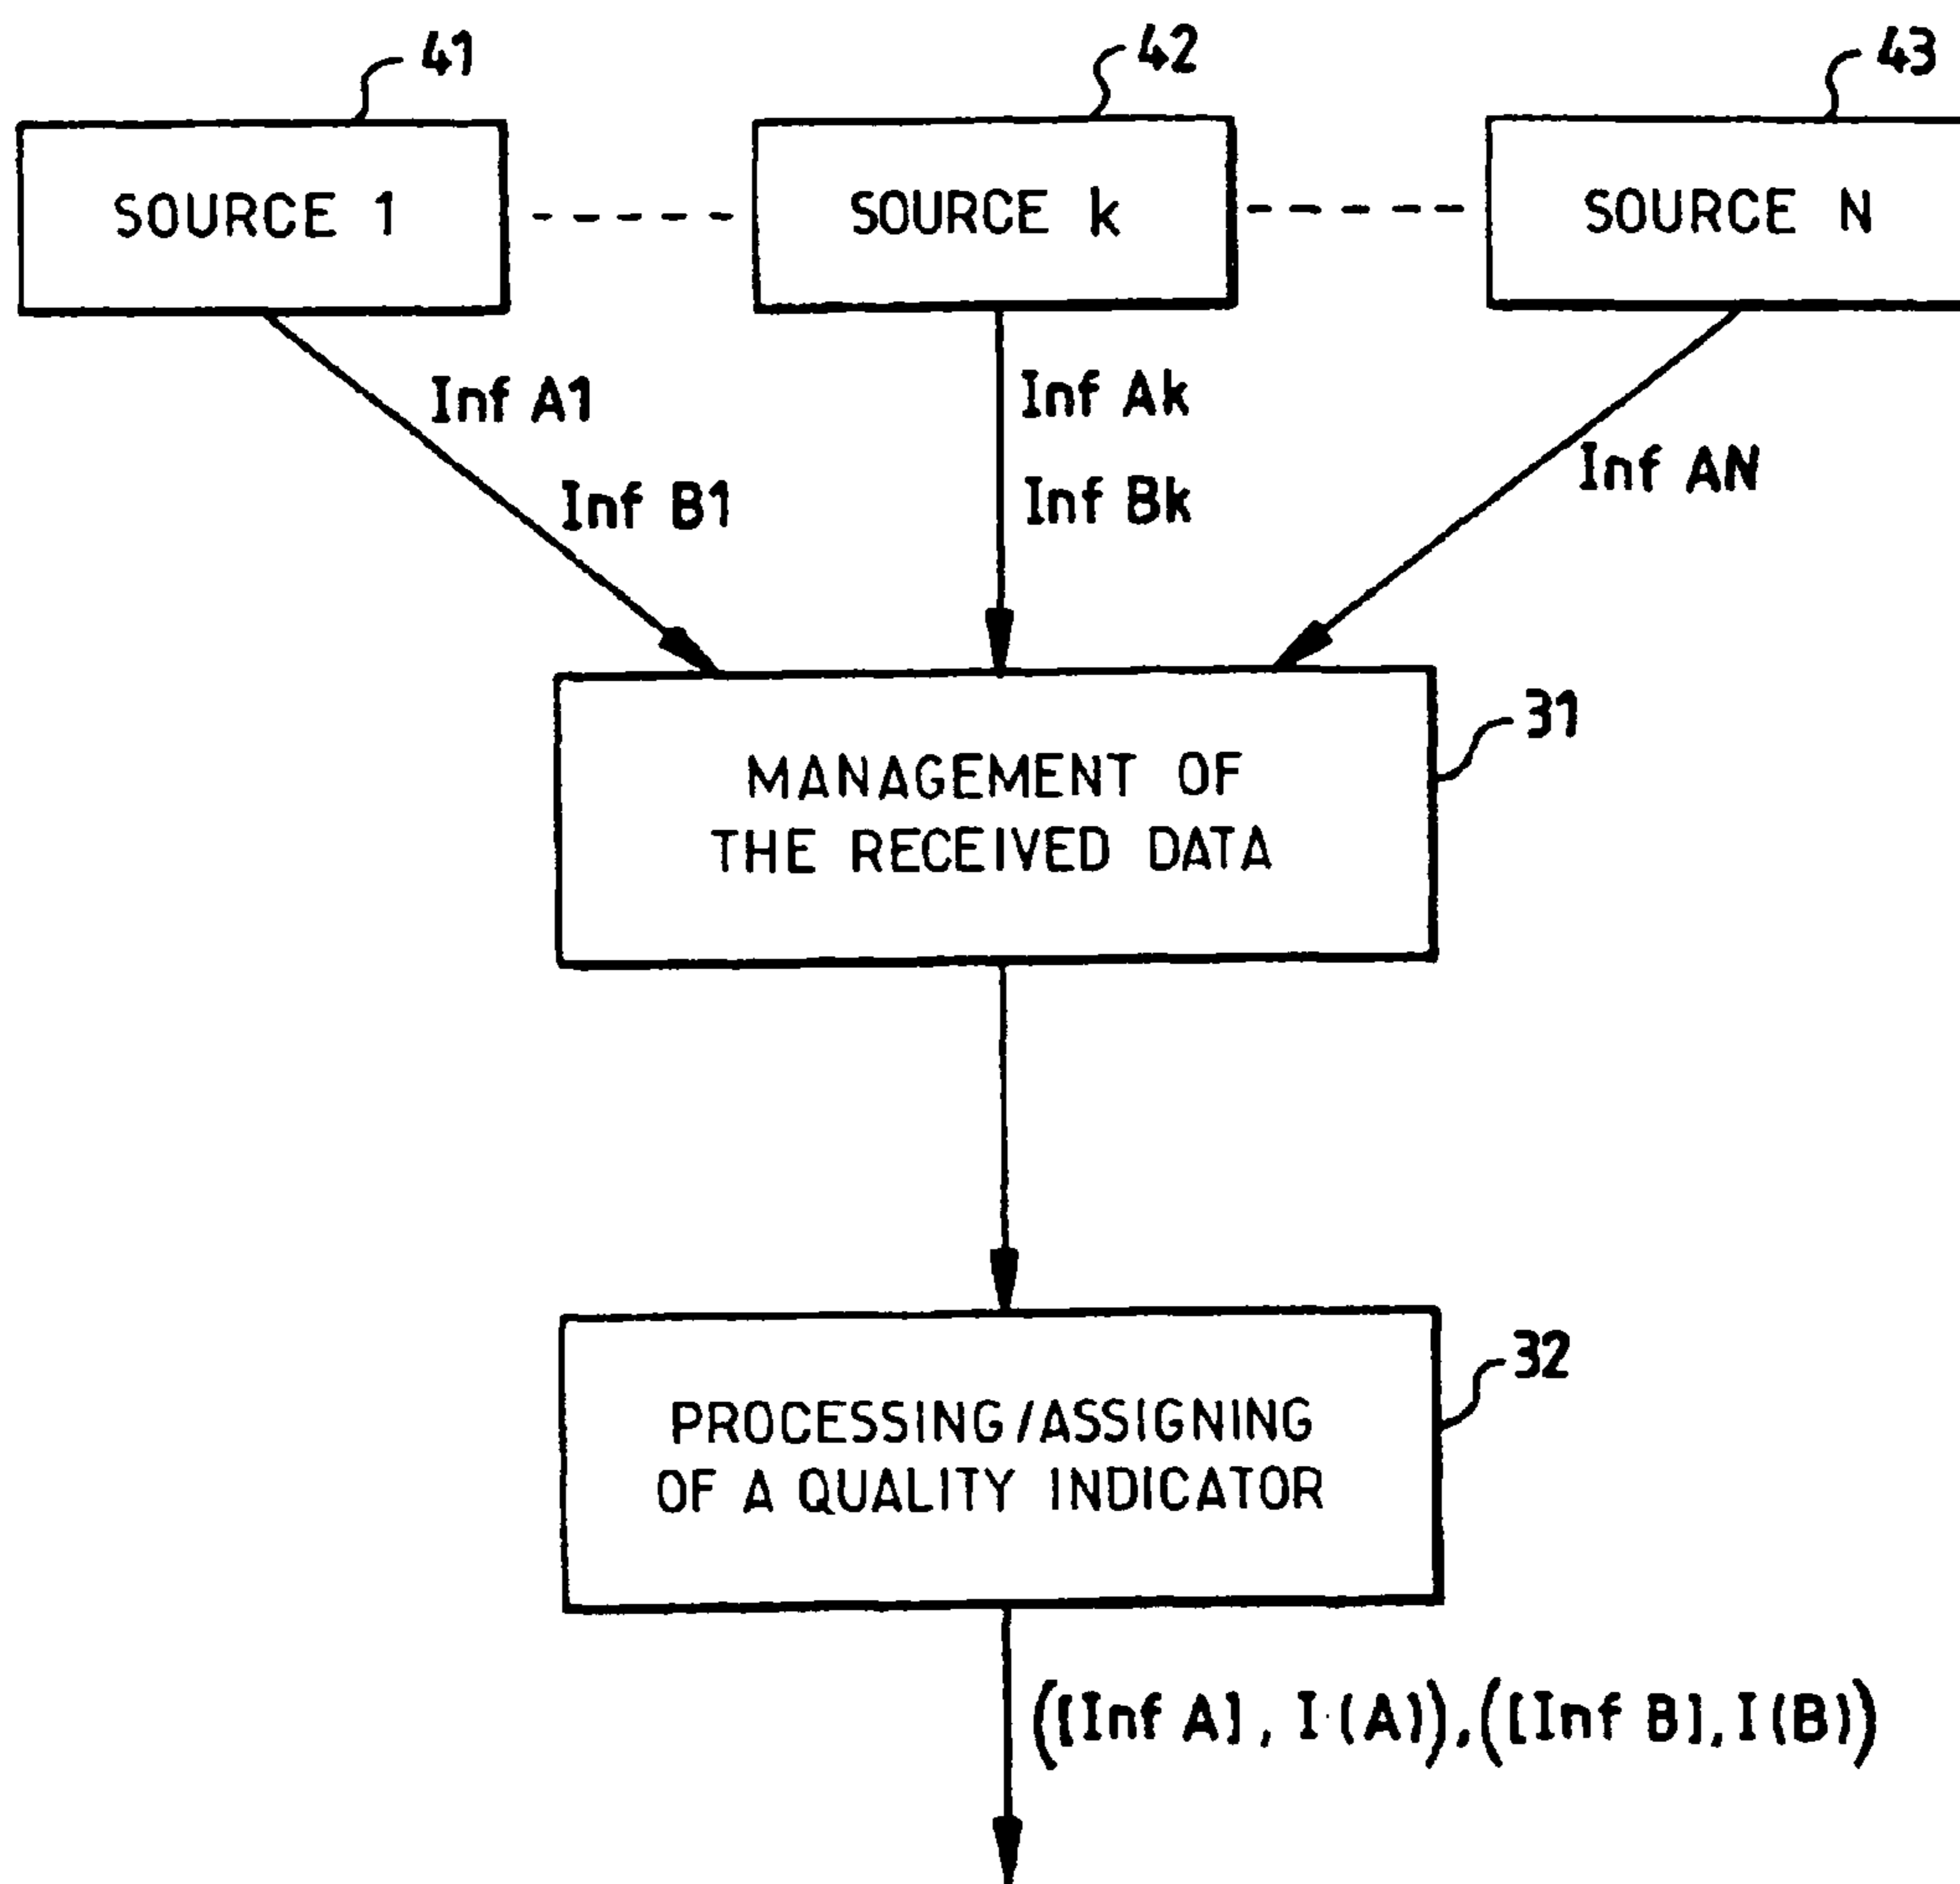 41
42
43
SOURCE 1
SOURCE k
SOURCE N
Inf A1
Inf Ak
Inf AN
Inf B1
Inf Bk
31
MANAGEMENT OF
THE RECEIVED DATA
32
PROCESSING/ASSIGNING
OF A QUALITY INDICATOR
([Inf A], I(A)),([Inf B],I(B))